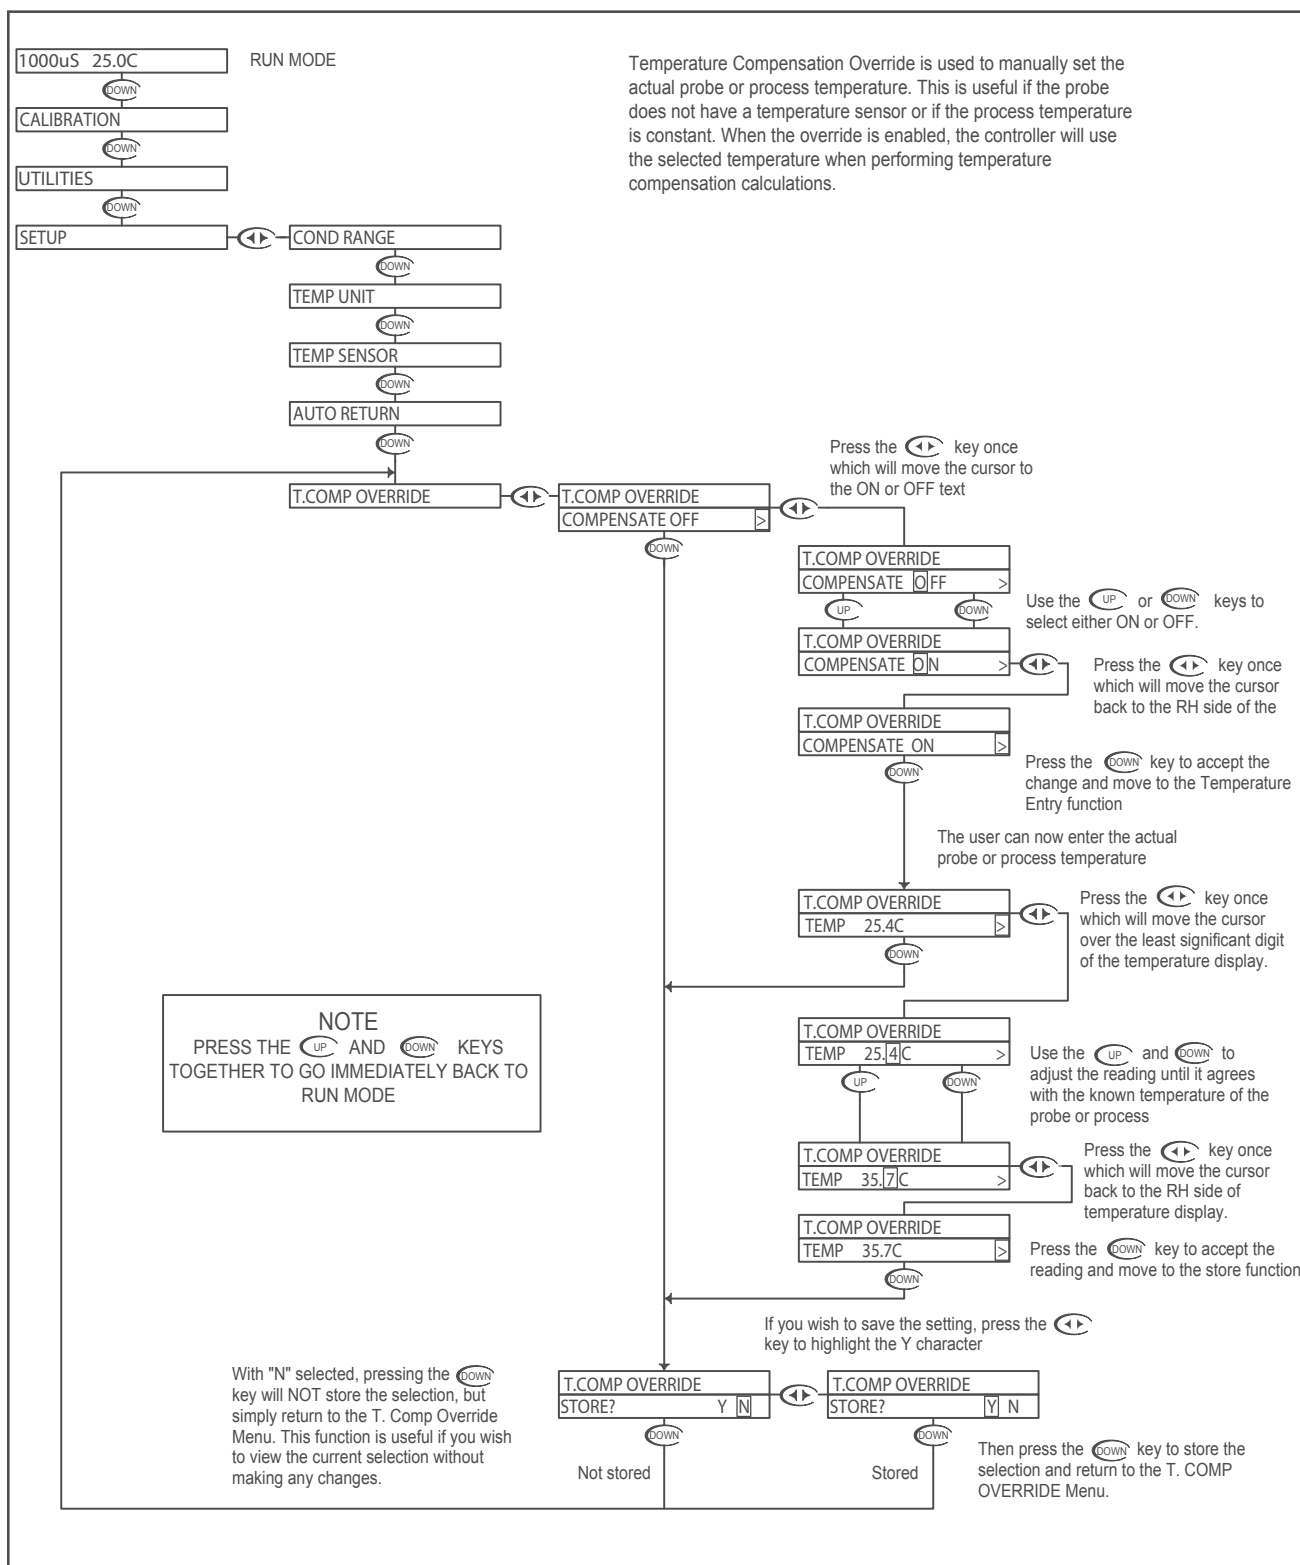 1000uS 25.0C
RUN MODE
DOWN
CALIBRATION
DOWN
UTILITIES
DOWN
SETUP
Temperature Compensation Override is used to manually set the
actual probe or process temperature. This is useful if the probe
does not have a temperature sensor or if the process temperature
is constant. When the override is enabled, the controller will use
the selected temperature when performing temperature
compensation calculations.
COND RANGE
DOWN
TEMP UNIT
DOWN
TEMP SENSOR
DOWN
AUTO RETURN
DOWN
T.COMP OVERRIDE
T.COMP OVERRIDE
COMPENSATE OFF >
DOWN
Press the key once
which will move the cursor to
the ON or OFF text
T.COMP OVERRIDE
COMPENSATE OFF >
UP DOWN
Use the UP or DOWN keys to
select either ON or OFF.
T.COMP OVERRIDE
COMPENSATE ON >
Press the key once
which will move the cursor
back to the RH side of the
T.COMP OVERRIDE
COMPENSATE ON >
DOWN
Press the DOWN key to accept the
change and move to the Temperature
Entry function
The user can now enter the actual
probe or process temperature
T.COMP OVERRIDE
TEMP 25.4C >
DOWN
Press the key once
which will move the cursor
over the least significant digit
of the temperature display.
NOTE
PRESS THE UP AND DOWN KEYS
TOGETHER TO GO IMMEDIATELY BACK TO
RUN MODE
T.COMP OVERRIDE
TEMP 25.4C >
UP DOWN
Use the UP and DOWN to
adjust the reading until it agrees
with the known temperature of the
probe or process
T.COMP OVERRIDE
TEMP 35.7C >
Press the key once
which will move the cursor
back to the RH side of
temperature display.
T.COMP OVERRIDE
TEMP 35.7C >
DOWN
Press the DOWN key to accept the
reading and move to the store function
If you wish to save the setting, press the
key to highlight the Y character
With "N" selected, pressing the DOWN
key will NOT store the selection, but
simply return to the T. Comp Override
Menu. This function is useful if you wish
to view the current selection without
making any changes.
T.COMP OVERRIDE
STORE? Y N
DOWN
Not stored
T.COMP OVERRIDE
STORE? Y N
DOWN
Stored
Then press the DOWN key to store the
selection and return to the T. COMP
OVERRIDE Menu.